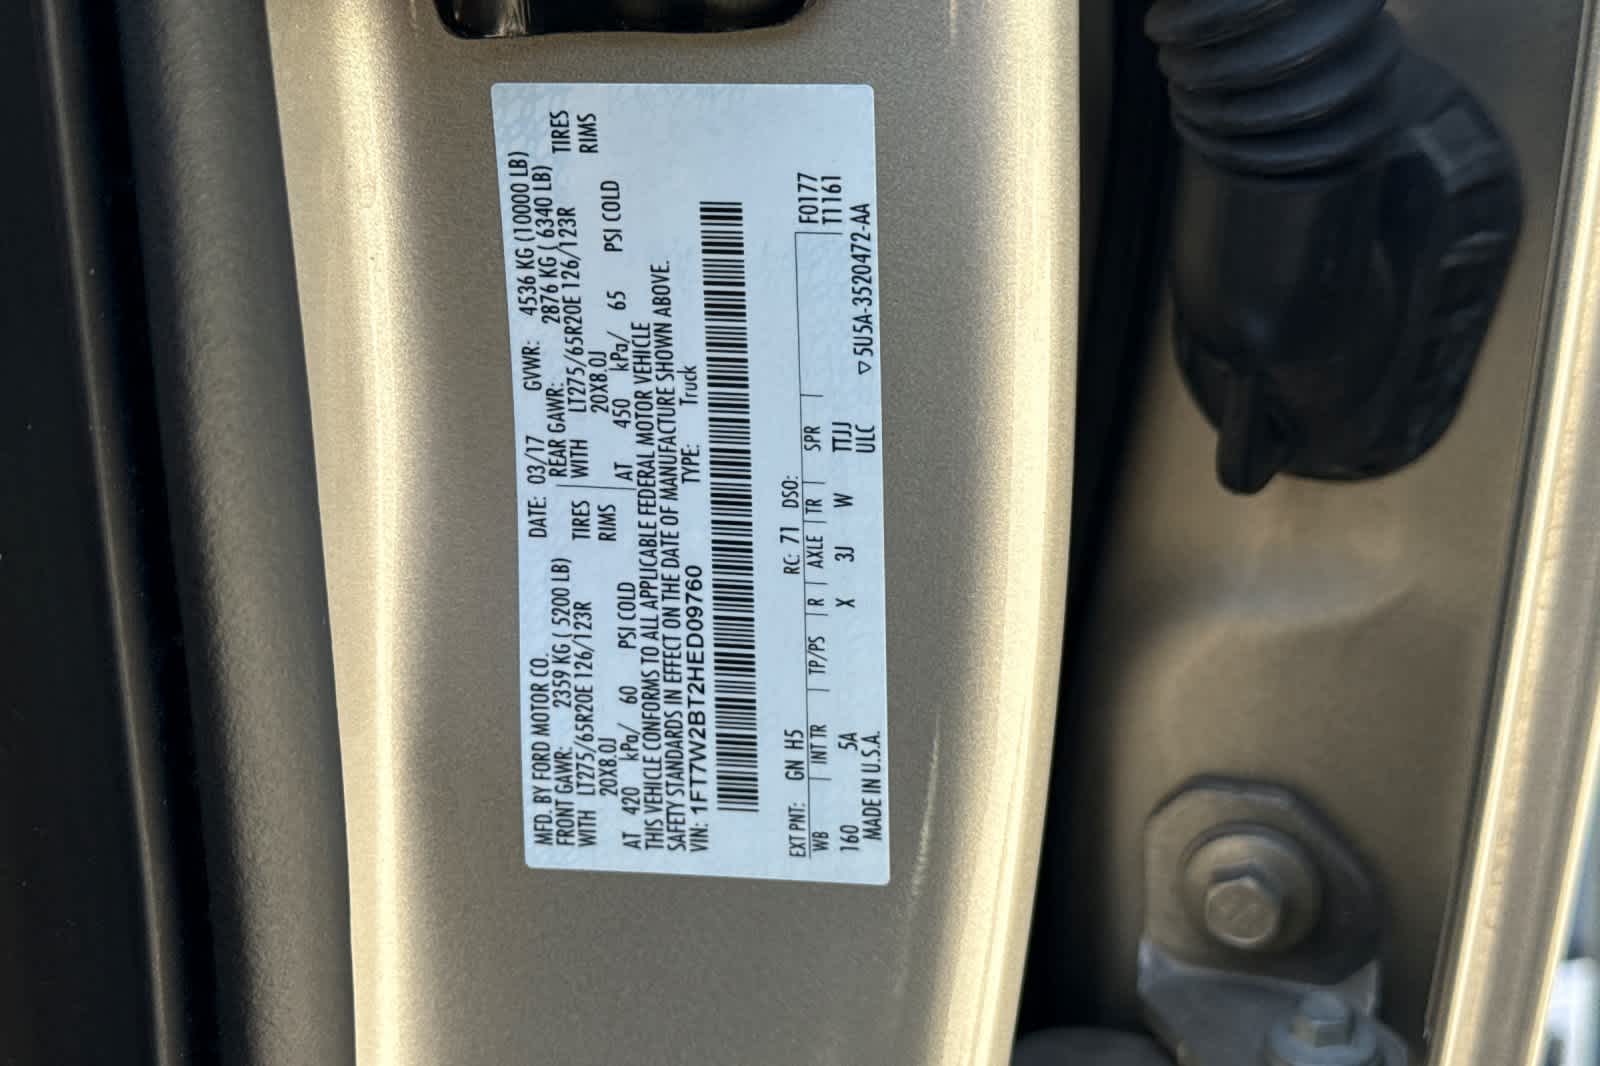 MFD. BY FORD MOTOR CO. DATE: 03/17 GVWR: 4536 KG (10000 LB)
FRONT GAWR: 2359 KG ( 5200 LB) REAR GAWR: 2876 KG ( 6340 LB)
WITH LT275/65R20E 126/123R TIRES WITH LT275/65R20E 126/123R TIRES
20X8.0J RIMS 20X8.0J RIMS
AT 420 kPa/ 60 PSI COLD AT 450 kPa/ 65 PSI COLD
THIS VEHICLE CONFORMS TO ALL APPLICABLE FEDERAL MOTOR VEHICLE
SAFETY STANDARDS IN EFFECT ON THE DATE OF MANUFACTURE SHOWN ABOVE.
VIN: 1FT7W2BT2HED09760 TYPE: Truck
EXT PNT: GN H5 RC: 71 DSO: F0177
WB INT TR TP/PS R AXLE TR SPR T1161
160 5A X 3J W TTJJ
MADE IN U.S.A. ULC ▽5U5A-3520472-AA